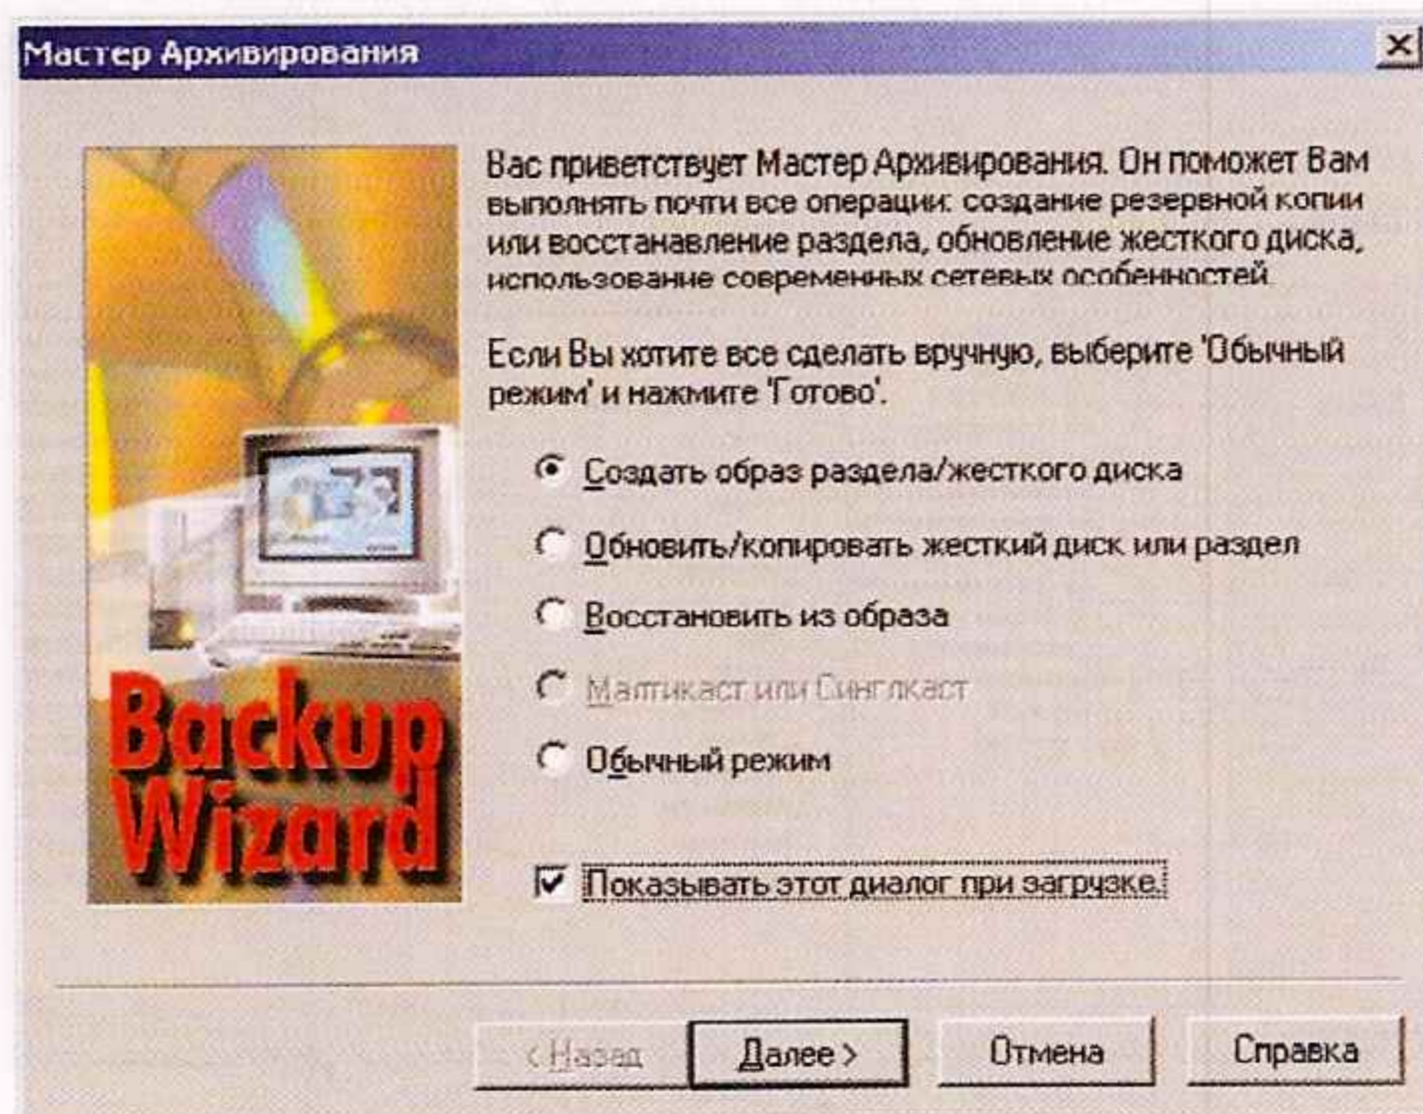 Мастер Архивирования
Вас приветствует Мастер Архивирования. Он поможет Вам
выполнять почти все операции: создание резервной копии
или восстанавление раздела, обновление жесткого диска,
использование современных сетевых особенностей.
Если Вы хотите все сделать вручную, выберите 'Обычный
режим' и нажмите 'Готово'.
Создать образ раздела/жесткого диска
Обновить/копировать жесткий диск или раздел
Восстановить из образа
Малтикаст или Синглкаст
Обычный режим
Backup
Wizard
Показывать этот диалог при загрузке.
< Назад Далее > Отмена Справка